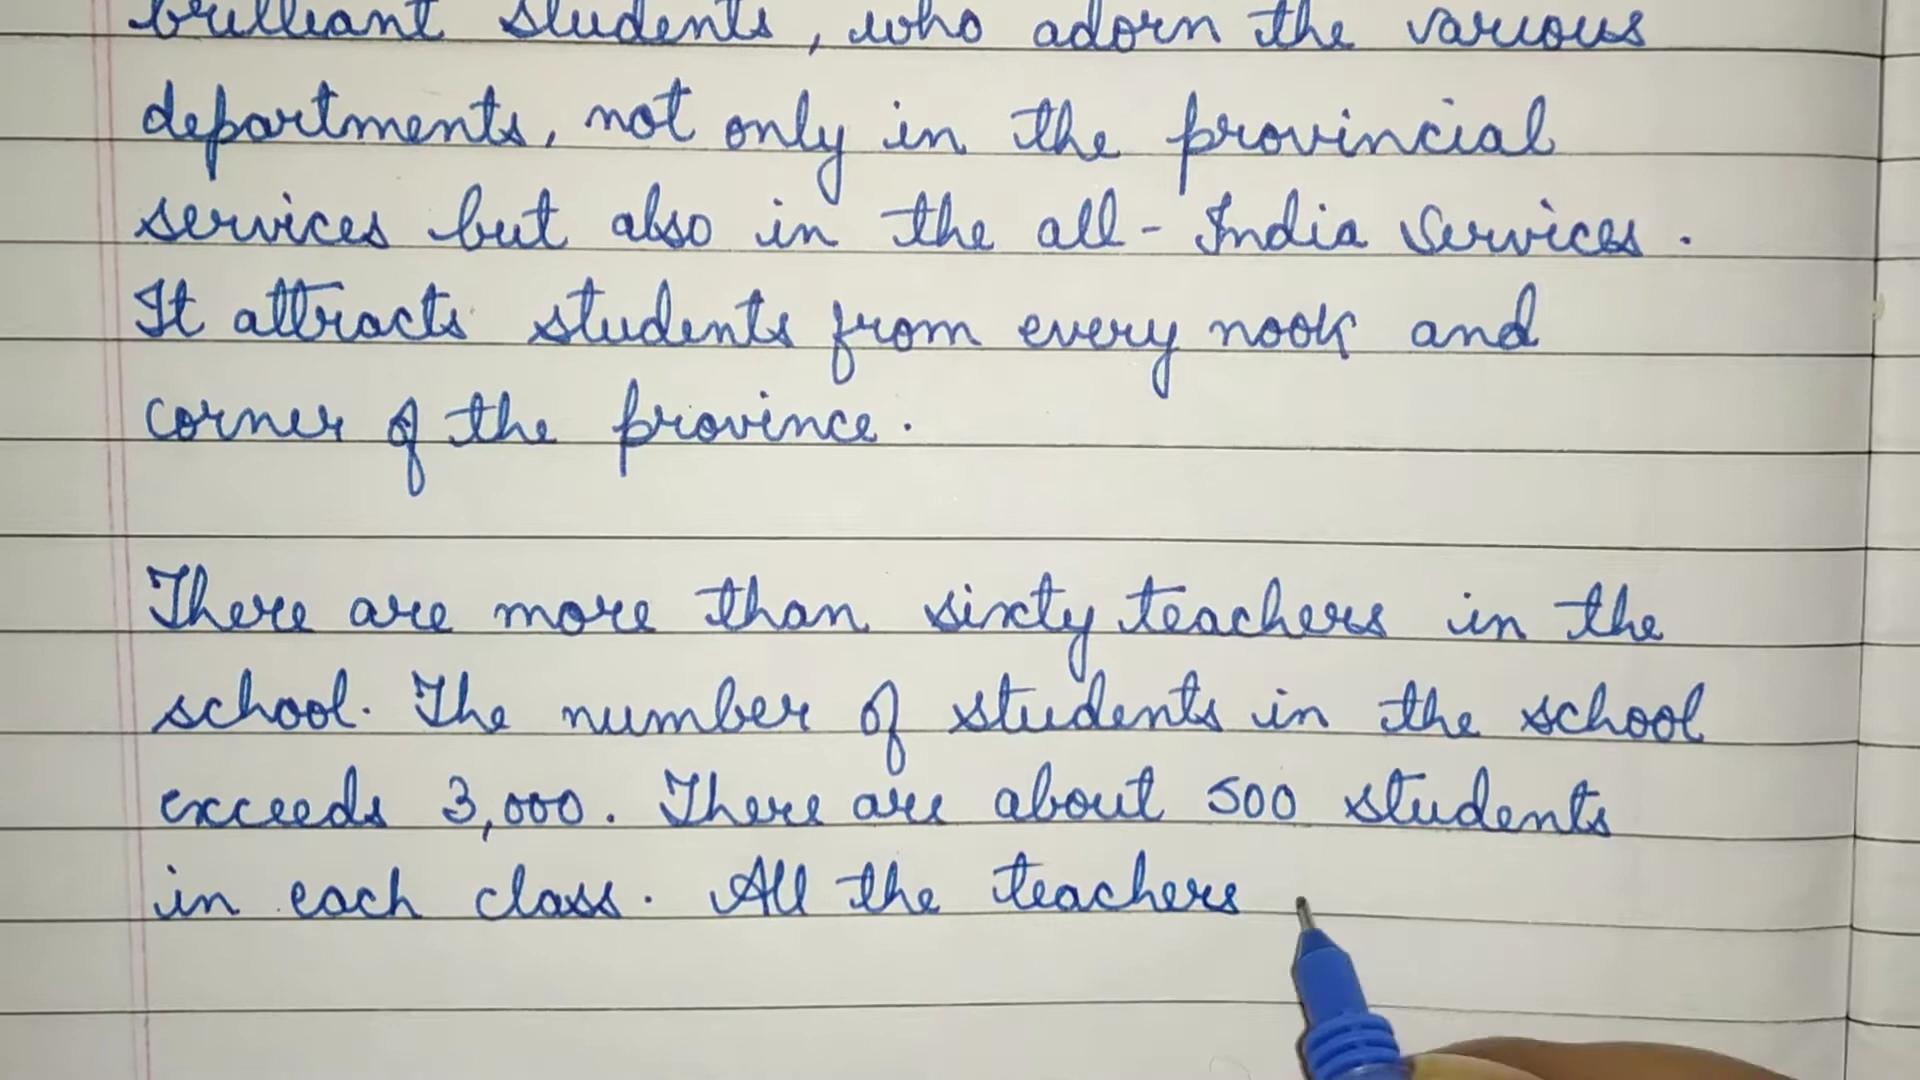 brilliant students, who adorn the various
departments, not only in the provincial
services but also in the all-India Services.
It attracts students from every nook and
corner of the province.
There are more than sixty teachers in the
school. The number of students in the school
exceeds 3,000. There are about 500 students
in each class. All the teachers